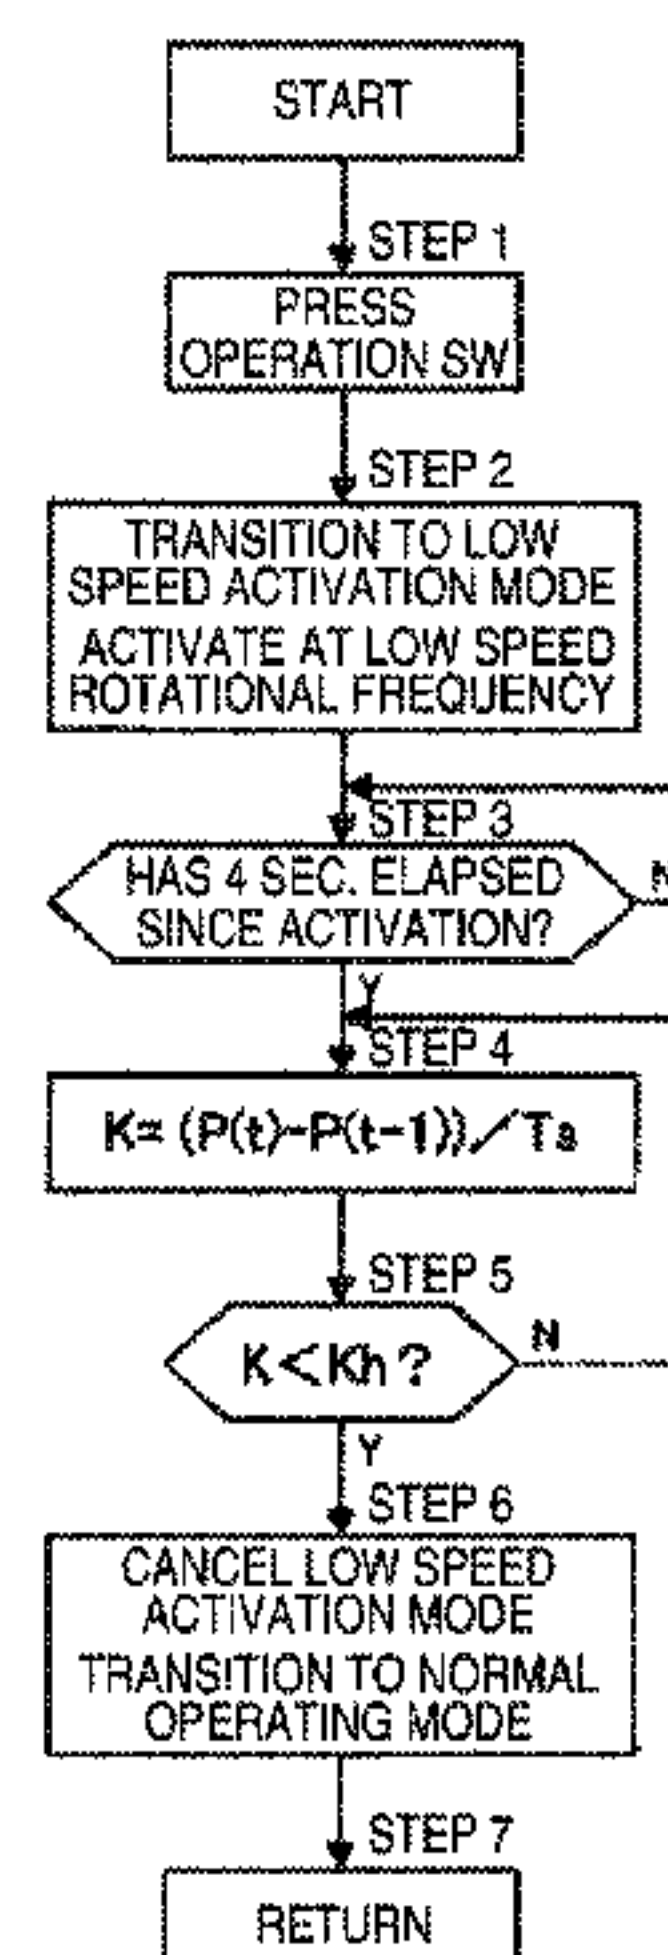 START
STEP 1
PRESS
OPERATION SW
STEP 2
TRANSITION TO LOW
SPEED ACTIVATION MODE
ACTIVATE AT LOW SPEED
ROTATIONAL FREQUENCY
STEP 3
HAS 4 SEC. ELAPSED
SINCE ACTIVATION?
N
Y
STEP 4
K= (P(t)-P(t-1))/Ta
STEP 5
K<Kh?
N
Y
STEP 6
CANCEL LOW SPEED
ACTIVATION MODE
TRANSITION TO NORMAL
OPERATING MODE
STEP 7
RETURN